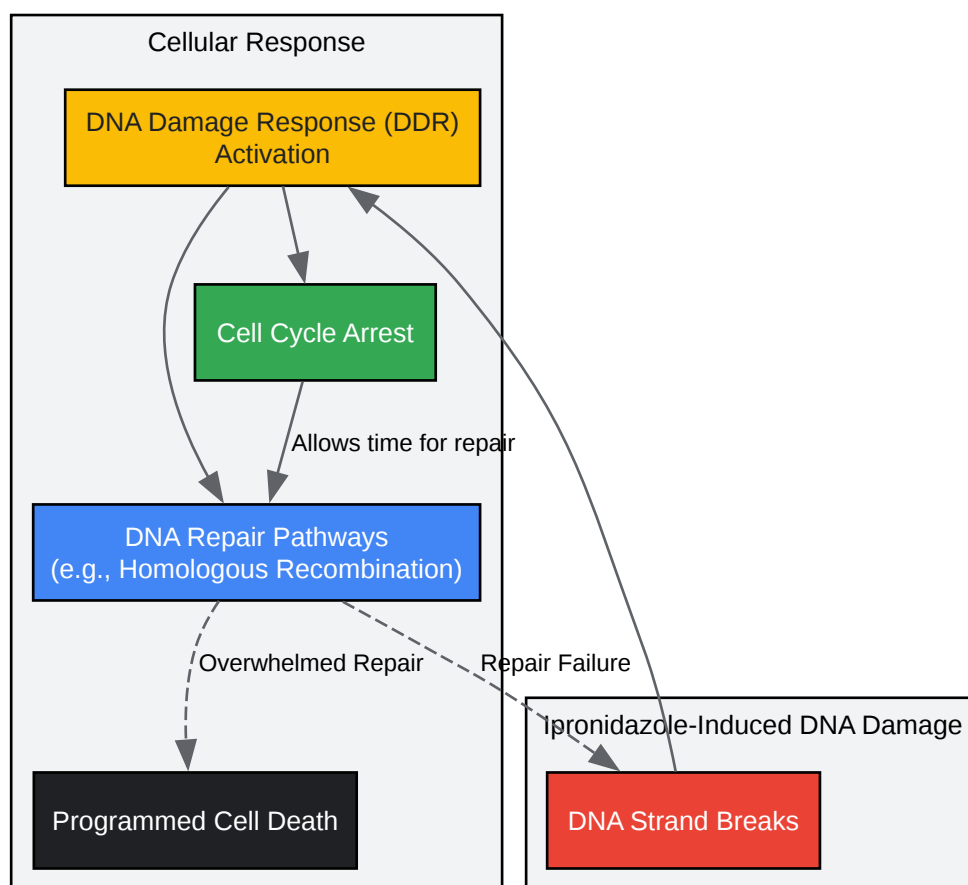 Cellular Response
DNA Damage Response (DDR)
Activation
Cell Cycle Arrest
Allows time for repair
DNA Repair Pathways
(e.g., Homologous Recombination)
Overwhelmed Repair
Repair Failure
Ipronidazole-Induced DNA Damage
Programmed Cell Death
DNA Strand Breaks